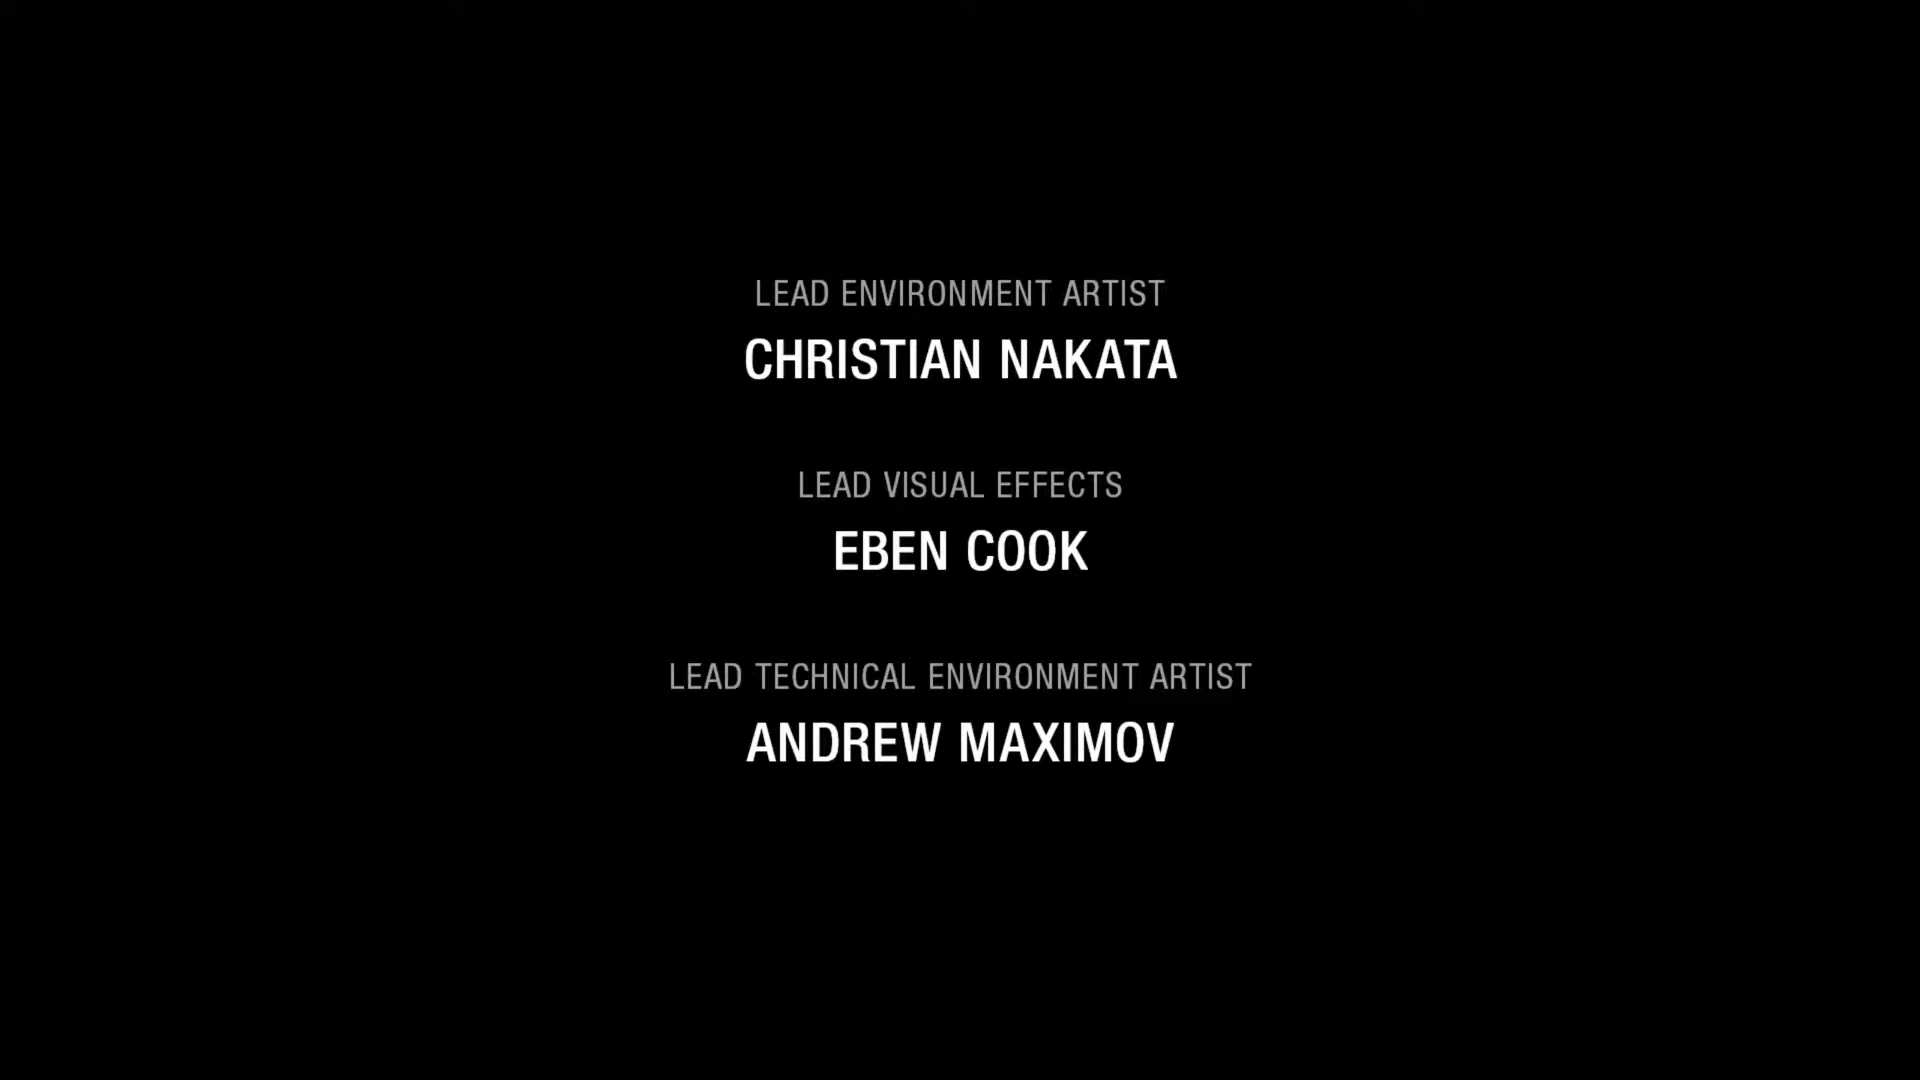 LEAD ENVIRONMENT ARTIST
CHRISTIAN NAKATA
LEAD VISUAL EFFECTS
EBEN COOK
LEAD TECHNICAL ENVIRONMENT ARTIST
ANDREW MAXIMOV